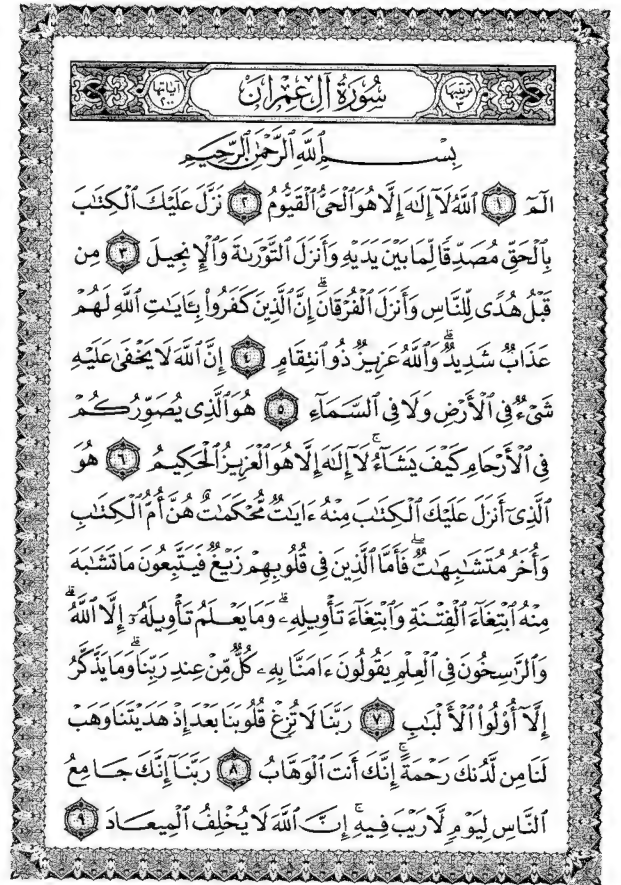 ترتيبها ٣ سُورَةُ آلِ عِمْرَان آياتها ٢٠٠
بِسْمِ ٱللَّهِ ٱلرَّحْمَٰنِ ٱلرَّحِيمِ
الٓمٓ ١ ٱللَّهُ لَآ إِلَٰهَ إِلَّا هُوَ ٱلْحَىُّ ٱلْقَيُّومُ ٢ نَزَّلَ عَلَيْكَ ٱلْكِتَٰبَ
بِٱلْحَقِّ مُصَدِّقًا لِّمَا بَيْنَ يَدَيْهِ وَأَنزَلَ ٱلتَّوْرَىٰةَ وَٱلْإِنجِيلَ ٣ مِن
قَبْلُ هُدًى لِّلنَّاسِ وَأَنزَلَ ٱلْفُرْقَانَ ۗ إِنَّ ٱلَّذِينَ كَفَرُوا۟ بِـَٔايَٰتِ ٱللَّهِ لَهُمْ
عَذَابٌ شَدِيدٌ ۗ وَٱللَّهُ عَزِيزٌ ذُو ٱنتِقَامٍ ٤ إِنَّ ٱللَّهَ لَا يَخْفَىٰ عَلَيْهِ
شَىْءٌ فِى ٱلْأَرْضِ وَلَا فِى ٱلسَّمَآءِ ٥ هُوَ ٱلَّذِى يُصَوِّرُكُمْ
فِى ٱلْأَرْحَامِ كَيْفَ يَشَآءُ ۚ لَآ إِلَٰهَ إِلَّا هُوَ ٱلْعَزِيزُ ٱلْحَكِيمُ ٦ هُوَ
ٱلَّذِىٓ أَنزَلَ عَلَيْكَ ٱلْكِتَٰبَ مِنْهُ ءَايَٰتٌ مُّحْكَمَٰتٌ هُنَّ أُمُّ ٱلْكِتَٰبِ
وَأُخَرُ مُتَشَٰبِهَٰتٌ ۖ فَأَمَّا ٱلَّذِينَ فِى قُلُوبِهِمْ زَيْغٌ فَيَتَّبِعُونَ مَا تَشَٰبَهَ
مِنْهُ ٱبْتِغَآءَ ٱلْفِتْنَةِ وَٱبْتِغَآءَ تَأْوِيلِهِۦ ۗ وَمَا يَعْلَمُ تَأْوِيلَهُۥٓ إِلَّا ٱللَّهُ ۗ
وَٱلرَّٰسِخُونَ فِى ٱلْعِلْمِ يَقُولُونَ ءَامَنَّا بِهِۦ كُلٌّ مِّنْ عِندِ رَبِّنَا ۗ وَمَا يَذَّكَّرُ
إِلَّآ أُو۟لُوا۟ ٱلْأَلْبَٰبِ ٧ رَبَّنَا لَا تُزِغْ قُلُوبَنَا بَعْدَ إِذْ هَدَيْتَنَا وَهَبْ
لَنَا مِن لَّدُنكَ رَحْمَةً ۚ إِنَّكَ أَنتَ ٱلْوَهَّابُ ٨ رَبَّنَآ إِنَّكَ جَامِعُ
ٱلنَّاسِ لِيَوْمٍ لَّا رَيْبَ فِيهِ ۚ إِنَّ ٱللَّهَ لَا يُخْلِفُ ٱلْمِيعَادَ ٩